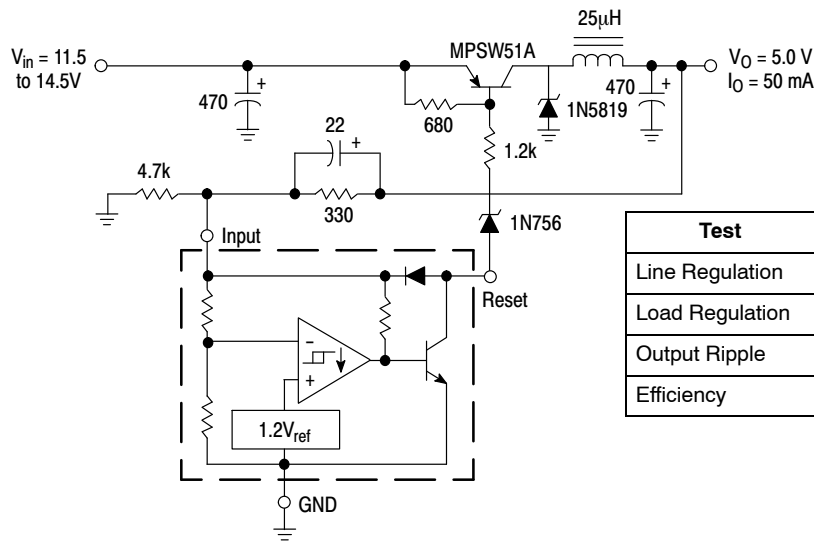 25μH
MPSW51A
Vin = 11.5
to 14.5V
VO = 5.0 V
IO = 50 mA
470
+
680
1N5819
470
+
22
+
1.2k
4.7k
330
1N756
Input
Reset
−
+
1.2Vref
GND
Test
Line Regulation
Load Regulation
Output Ripple
Efficiency